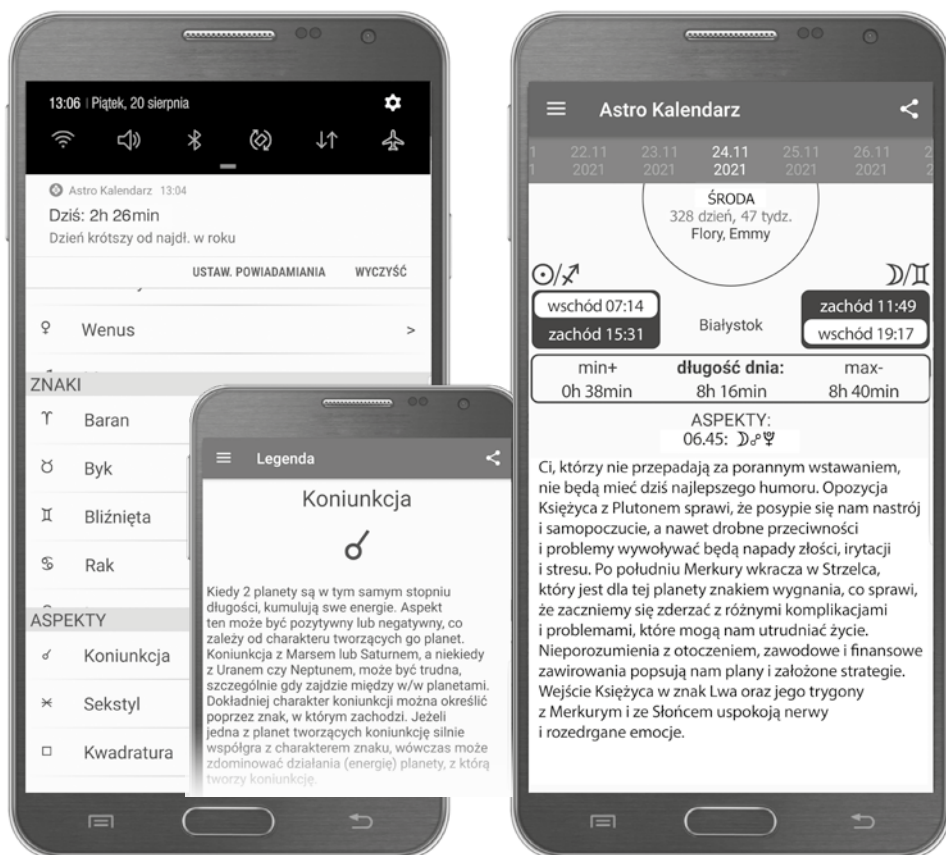 13:06 | Piątek, 20 sierpnia
Astro Kalendarz 13:04
Dziś: 2h 26min
Dzień krótszy od najdł. w roku
USTAW. POWIADAMIANIA WYCZYŚĆ
♀ Wenus >
ZNAKI
♈ Baran
♉ Byk
♊ Bliźnięta
♋ Rak
ASPEKTY
☌ Koniunkcja
⚹ Sekstyl
□ Kwadratura
Legenda
Koniunkcja
☌
Kiedy 2 planety są w tym samym stopniu
długości, kumulują swe energie. Aspekt
ten może być pozytywny lub negatywny, co
zależy od charakteru tworzących go planet.
Koniunkcja z Marsem lub Saturnem, a niekiedy
z Uranem czy Neptunem, może być trudna,
szczególnie gdy zajdzie między w/w planetami.
Dokładniej charakter koniunkcji można określić
poprzez znak, w którym zachodzi. Jeżeli
jedna z planet tworzących koniunkcję silnie
współgra z charakterem znaku, wówczas może
zdominować działania (energię) planety, z którą
tworzy koniunkcję.
Astro Kalendarz
22.11 23.11 24.11 25.11 26.11
2021 2021 2021 2021 2021
ŚRODA
328 dzień, 47 tydz.
Flory, Emmy
☉/♐ ☽/♊
wschód 07:14 zachód 11:49
Białystok
zachód 15:31 wschód 19:17
min+ długość dnia: max-
0h 38min 8h 16min 8h 40min
ASPEKTY:
06.45: ☽☍♆
Ci, którzy nie przepadają za porannym wstawaniem,
nie będą mieć dziś najlepszego humoru. Opozycja
Księżyca z Plutonem sprawi, że posypie się nam nastrój
i samopoczucie, a nawet drobne przeciwności
i problemy wywoływać będą napady złości, irytacji
i stresu. Po południu Merkury wkracza w Strzelca,
który jest dla tej planety znakiem wygnania, co sprawi,
że zaczniemy się zderzać z różnymi komplikacjami
i problemami, które mogą nam utrudniać życie.
Nieporozumienia z otoczeniem, zawodowe i finansowe
zawirowania popsują nam plany i założone strategie.
Wejście Księżyca w znak Lwa oraz jego trygony
z Merkurym i ze Słońcem uspokoją nerwy
i rozedrgane emocje.